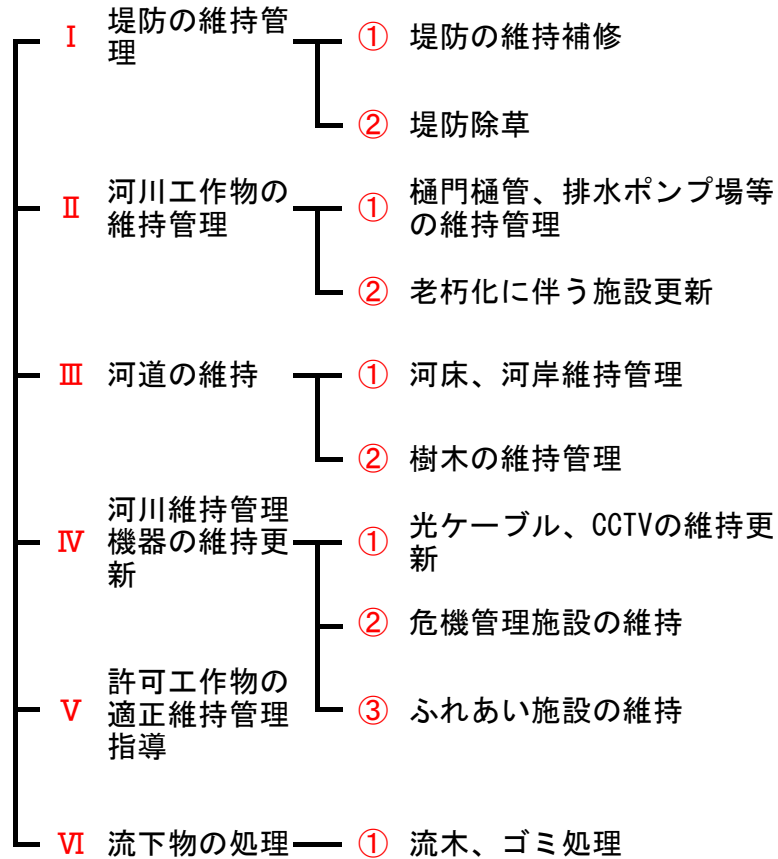 Ⅰ 堤防の維持管
理
① 堤防の維持補修
② 堤防除草
Ⅱ 河川工作物の
維持管理
① 樋門樋管、排水ポンプ場等
の維持管理
② 老朽化に伴う施設更新
Ⅲ 河道の維持
① 河床、河岸維持管理
② 樹木の維持管理
Ⅳ 河川維持管理
機器の維持更
新
① 光ケーブル、CCTVの維持更
新
② 危機管理施設の維持
③ ふれあい施設の維持
Ⅴ 許可工作物の
適正維持管理
指導
Ⅵ 流下物の処理
① 流木、ゴミ処理